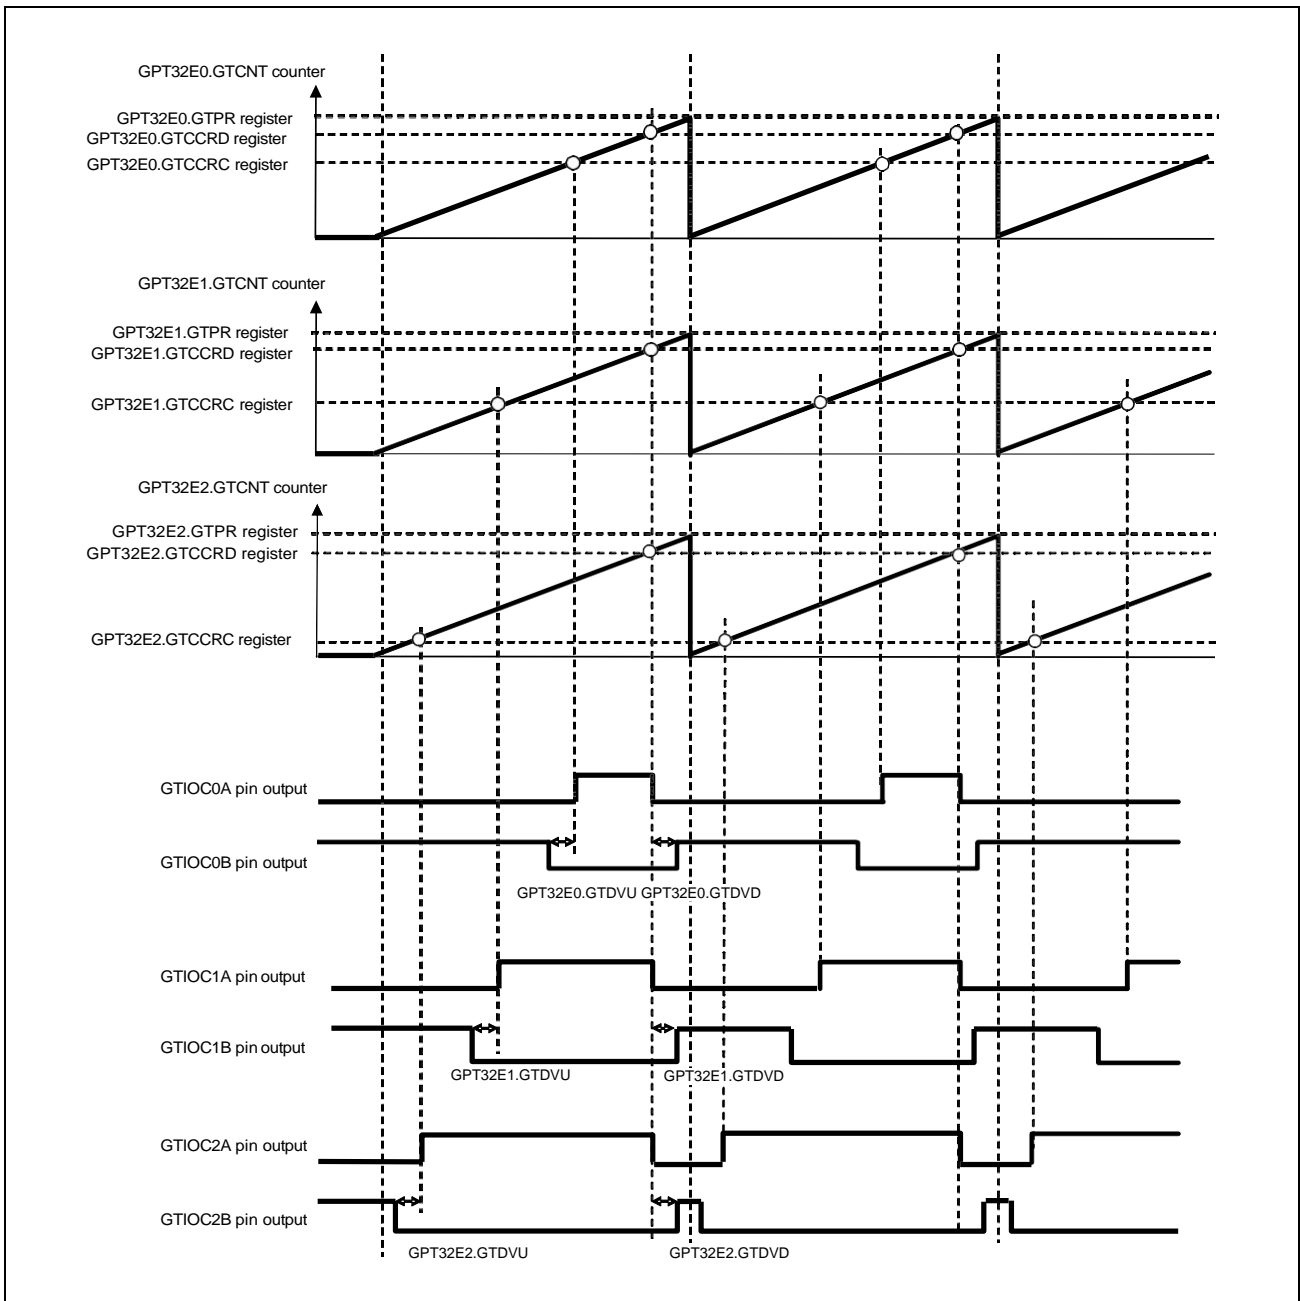 GPT32E0.GTCNT counter
GPT32E0.GTPR register
GPT32E0.GTCCRD register
GPT32E0.GTCCRC register
GPT32E1.GTCNT counter
GPT32E1.GTPR register
GPT32E1.GTCCRD register
GPT32E1.GTCCRC register
GPT32E2.GTCNT counter
GPT32E2.GTPR register
GPT32E2.GTCCRD register
GPT32E2.GTCCRC register
GTIOC0A pin output
GTIOC0B pin output
GPT32E0.GTDVU GPT32E0.GTDVD
GTIOC1A pin output
GTIOC1B pin output
GPT32E1.GTDVU GPT32E1.GTDVD
GTIOC2A pin output
GTIOC2B pin output
GPT32E2.GTDVU GPT32E2.GTDVD